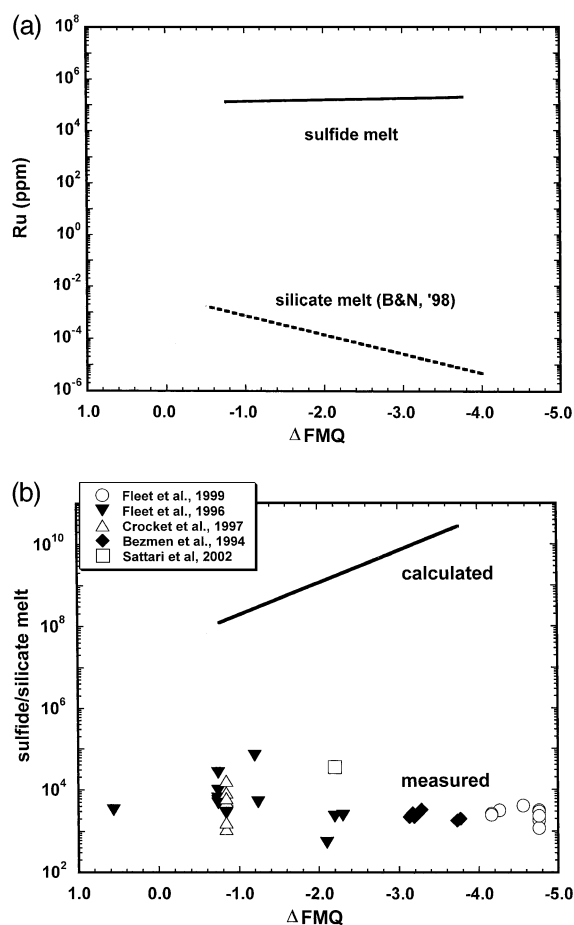 (a)
10^8
10^6
10^4
10^2
10^0
10^-2
10^-4
10^-6
Ru (ppm)
sulfide melt
silicate melt (B&N, '98)
1.0 0.0 -1.0 -2.0 -3.0 -4.0 -5.0
Δ FMQ
(b)
Fleet et al., 1999
Fleet et al., 1996
Crocket et al., 1997
Bezmen et al., 1994
Sattari et al, 2002
10^10
10^8
10^6
10^4
10^2
sulfide/silicate melt
calculated
measured
1.0 0.0 -1.0 -2.0 -3.0 -4.0 -5.0
Δ FMQ